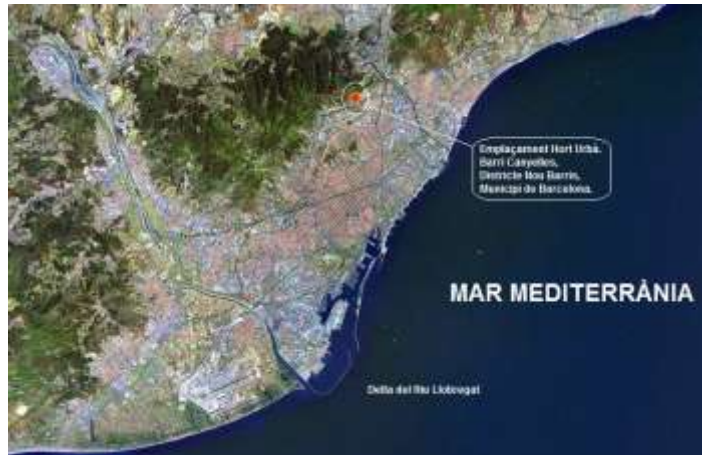 Emplaçament Hort Urbà.
Barri Canyelles,
Districte Nou Barris,
Municipi de Barcelona.
MAR MEDITERRÀNIA
Delta del Riu Llobregat